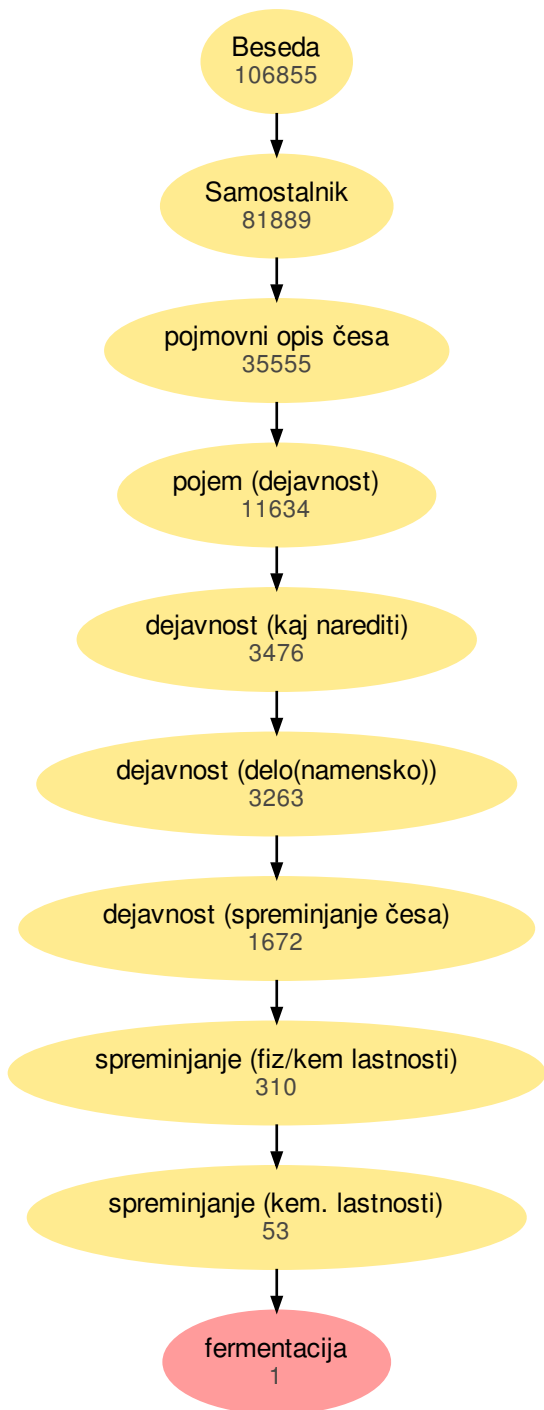 Beseda
106855
Samostalnik
81889
pojmovni opis česa
35555
pojem (dejavnost)
11634
dejavnost (kaj narediti)
3476
dejavnost (delo(namensko))
3263
dejavnost (spreminjanje česa)
1672
spreminjanje (fiz/kem lastnosti)
310
spreminjanje (kem. lastnosti)
53
fermentacija
1